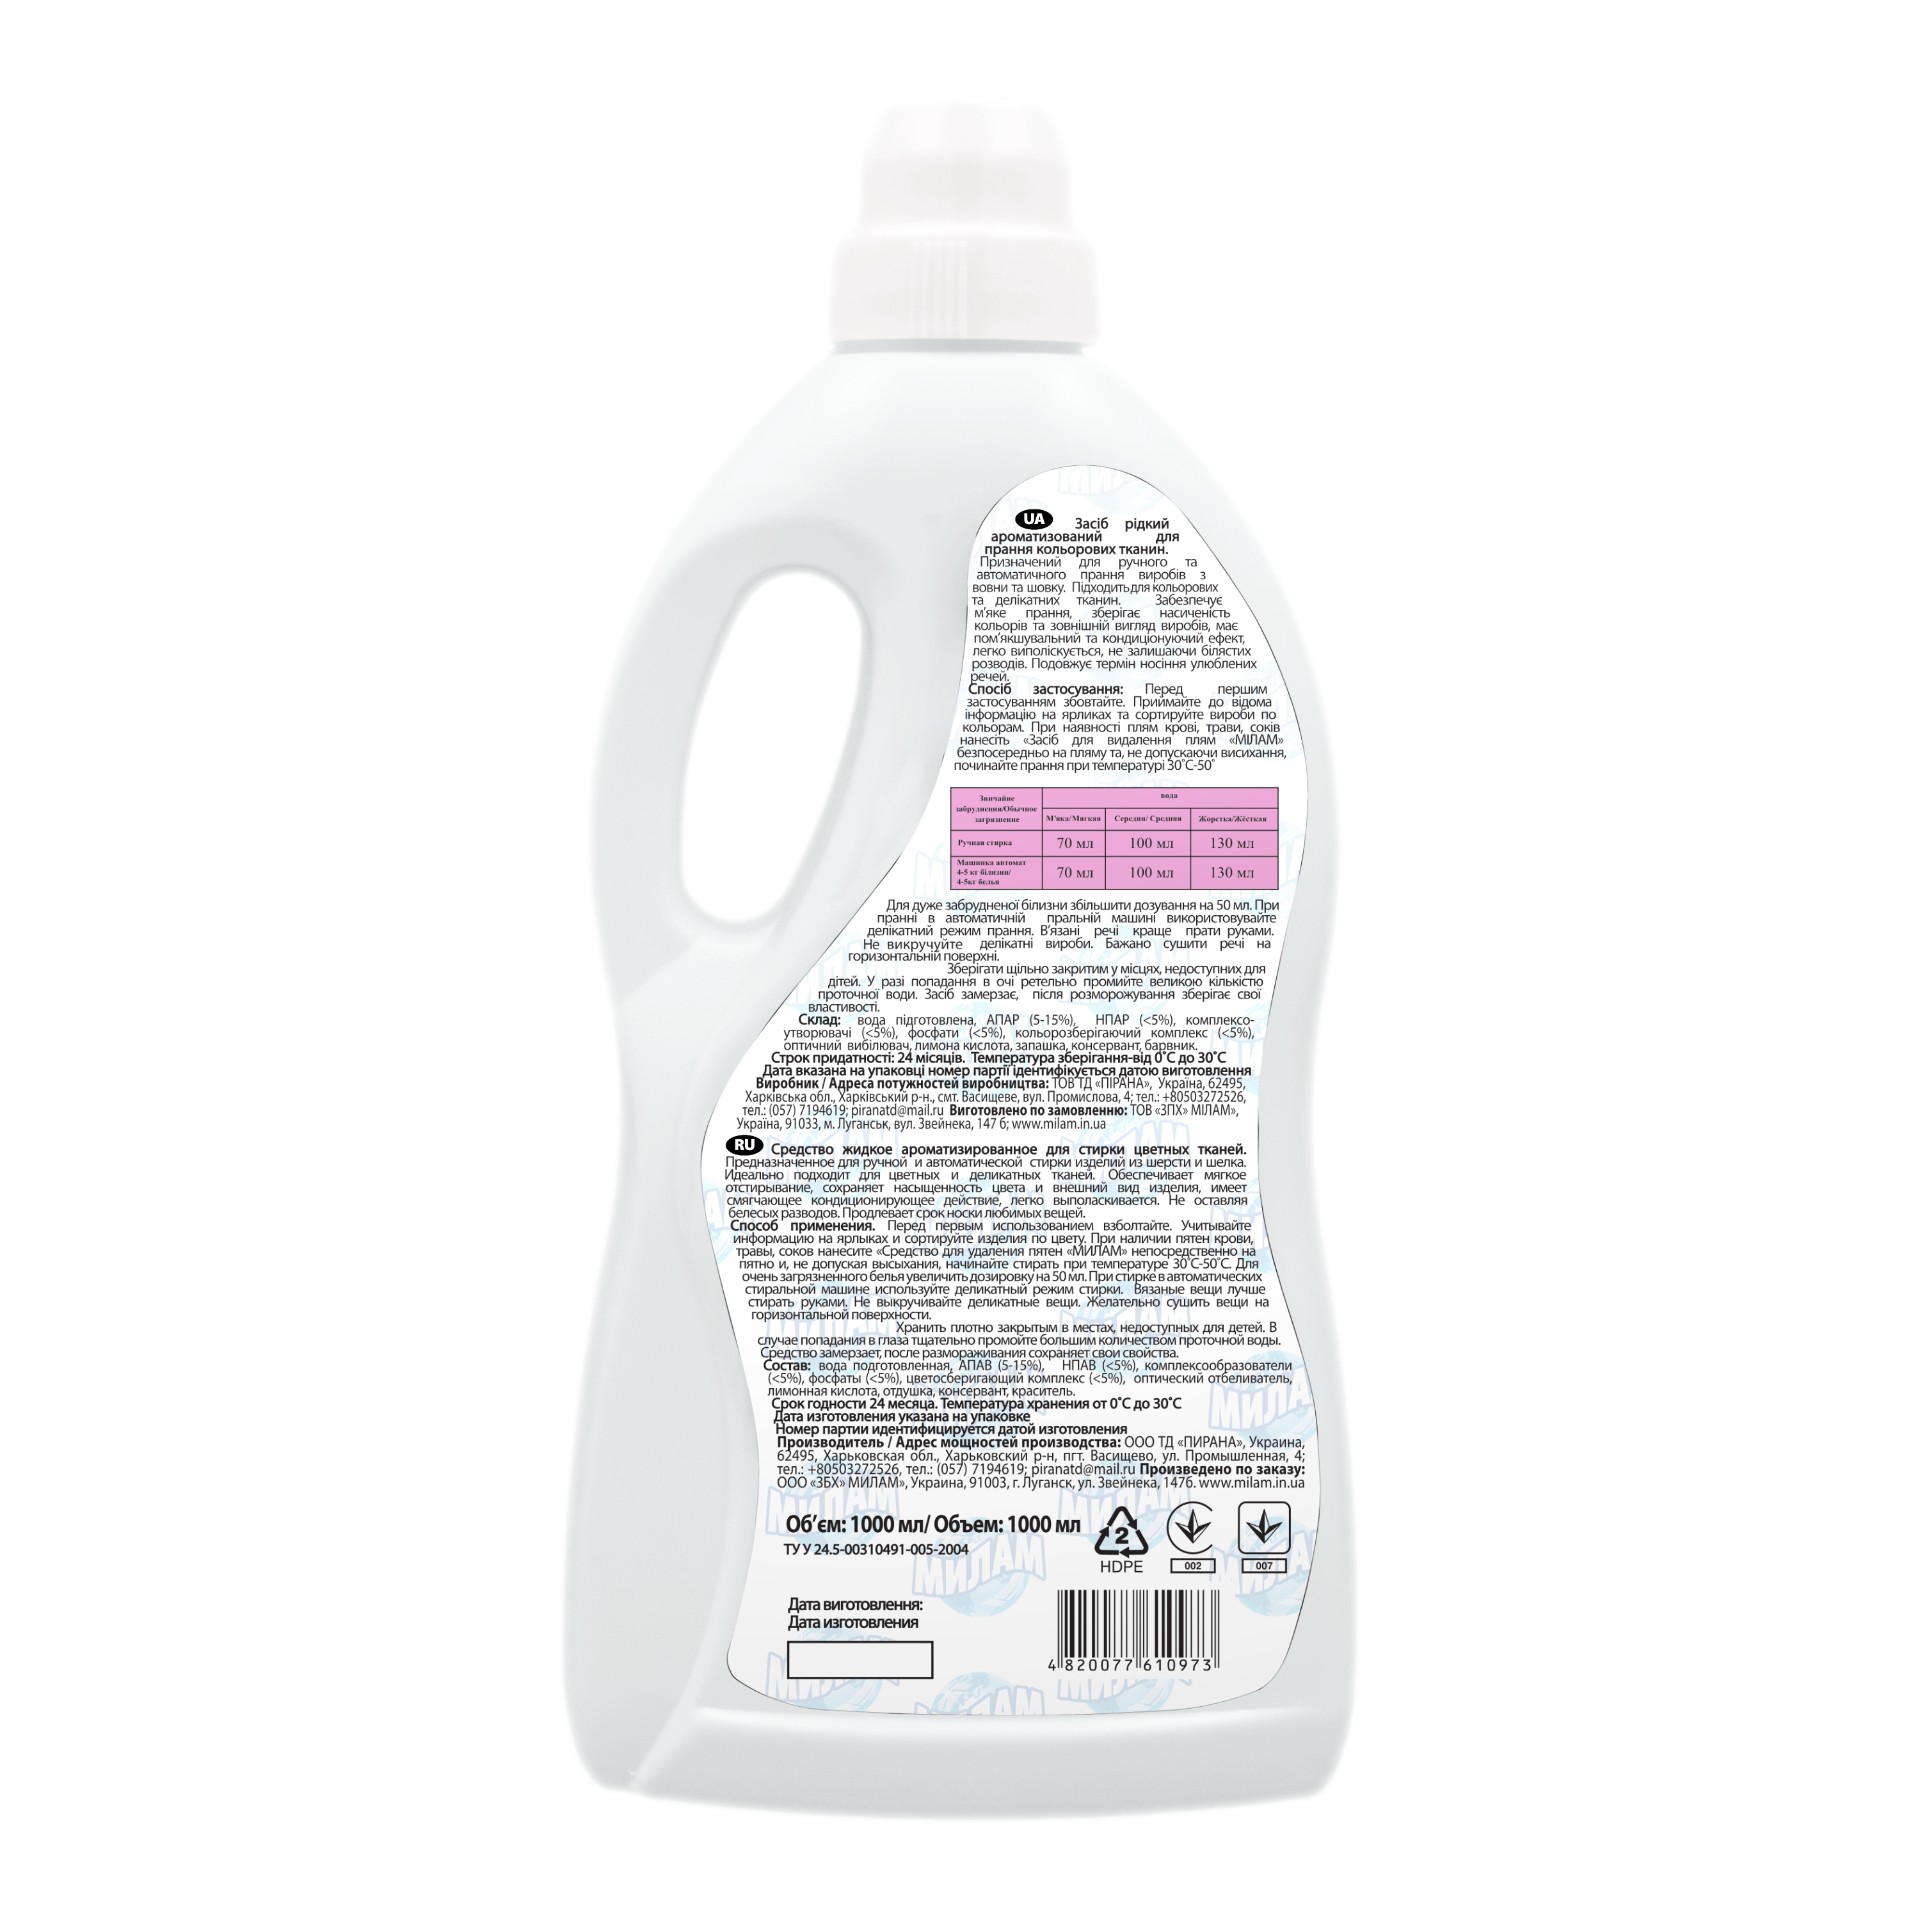 UA Засіб рідкий
ароматизований для
прання кольорових тканин.
Призначений для ручного та
автоматичного прання виробів з
вовни та шовку. Підходить для кольорових
та делікатних тканин. Забезпечує
м'яке прання, зберігає насиченість
кольорів та зовнішній вигляд виробів, має
пом'якшувальний та кондиціонуючий ефект,
легко виполіскується, не залишаючи білястих
розводів. Подовжує термін носіння улюблених
речей.
Спосіб застосування: Перед першим
застосуванням збовтайте. Приймайте до відома
інформацію на ярликах та сортируйте вироби по
кольорам. При наявності плям крові, трави, соків
нанесіть «Засіб для видалення плям «МІЛАМ»
безпосередньо на пляму та, не допускаючи висихання,
починайте прання при температурі 30˚С-50˚
Звичайне
забруднення/Обычное
загрязнение
вода
М'яка/Мягкая Середня/ Средняя Жорстка/Жёсткая
Ручная стирка 70 мл 100 мл 130 мл
Машинка автомат
4-5 кг білизни/
4-5кг белья
70 мл 100 мл 130 мл
Для дуже забрудненої білизни збільшити дозування на 50 мл. При
пранні в автоматичній пральній машині використовувайте
делікатний режим прання. В'язані речі краще прати руками.
Не викручуйте делікатні вироби. Бажано сушити речі на
горизонтальній поверхні.
Зберігати щільно закритим у місцях, недоступних для
дітей. У разі попадання в очі ретельно промийте великою кількістю
проточної води. Засіб замерзає, після розморожування зберігає свої
властивості.
Склад: вода підготовлена, АПАР (5-15%), НПАР (<5%), комплексо-
утворювачі (<5%), фосфати (<5%), кольорозберігаючий комплекс (<5%),
оптичний вибілювач, лимона кислота, запашка, консервант, барвник.
Строк придатності: 24 місяців. Температура зберігання-від 0˚С до 30˚С
Дата вказана на упаковці номер партії ідентифікується датою виготовлення
Виробник / Адреса потужностей виробництва: ТОВ ТД «ПІРАНА», Україна, 62495,
Харківська обл., Харківський р-н., смт. Васищеве, вул. Промислова, 4; тел.: +80503272526,
тел.: (057) 7194619; piranatd@mail.ru Виготовлено по замовленню: ТОВ «ЗПХ» МІЛАМ»,
Україна, 91033, м. Луганськ, вул. Звейнека, 147 б; www.milam.in.ua
RU Средство жидкое ароматизированное для стирки цветных тканей.
Предназначенное для ручной и автоматической стирки изделий из шерсти и шелка.
Идеально подходит для цветных и деликатных тканей. Обеспечивает мягкое
отстирывание, сохраняет насыщенность цвета и внешний вид изделия, имеет
смягчающее кондиционирующее действие, легко выполаскивается. Не оставляя
белесых разводов. Продлевает срок носки любимых вещей.
Способ применения. Перед первым использованием взболтайте. Учитывайте
информацию на ярлыках и сортируйте изделия по цвету. При наличии пятен крови,
травы, соков нанесите «Средство для удаления пятен «МИЛАМ» непосредственно на
пятно и, не допуская высыхания, начинайте стирать при температуре 30˚С-50˚С. Для
очень загрязненного белья увеличить дозировку на 50 мл. При стирке в автоматических
стиральной машине используйте деликатный режим стирки. Вязаные вещи лучше
стирать руками. Не выкручивайте деликатные вещи. Желательно сушить вещи на
горизонтальной поверхности.
Хранить плотно закрытым в местах, недоступных для детей. В
случае попадания в глаза тщательно промойте большим количеством проточной воды.
Средство замерзает, после размораживания сохраняет свои свойства.
Состав: вода подготовленная, АПАВ (5-15%), НПАВ (<5%), комплексообразователи
(<5%), фосфаты (<5%), цветосберигающий комплекс (<5%), оптический отбеливатель,
лимонная кислота, отдушка, консервант, краситель.
Срок годности 24 месяца. Температура хранения от 0˚С до 30˚С
Дата изготовления указана на упаковке
Номер партии идентифицируется датой изготовления
Производитель / Адрес мощностей производства: ООО ТД «ПИРАНА», Украина,
62495, Харьковская обл., Харьковский р-н, пгт. Васищево, ул. Промышленная, 4;
тел.: +80503272526, тел.: (057) 7194619; piranatd@mail.ru Произведено по заказу:
ООО «ЗБХ» МИЛАМ», Украина, 91003, г. Луганск, ул. Звейнека, 147б. www.milam.in.ua
Об'єм: 1000 мл/ Объем: 1000 мл
ТУ У 24.5-00310491-005-2004
2
HDPE
002
007
Дата виготовлення:
Дата изготовления
4 820077 610973
МИЛАМ